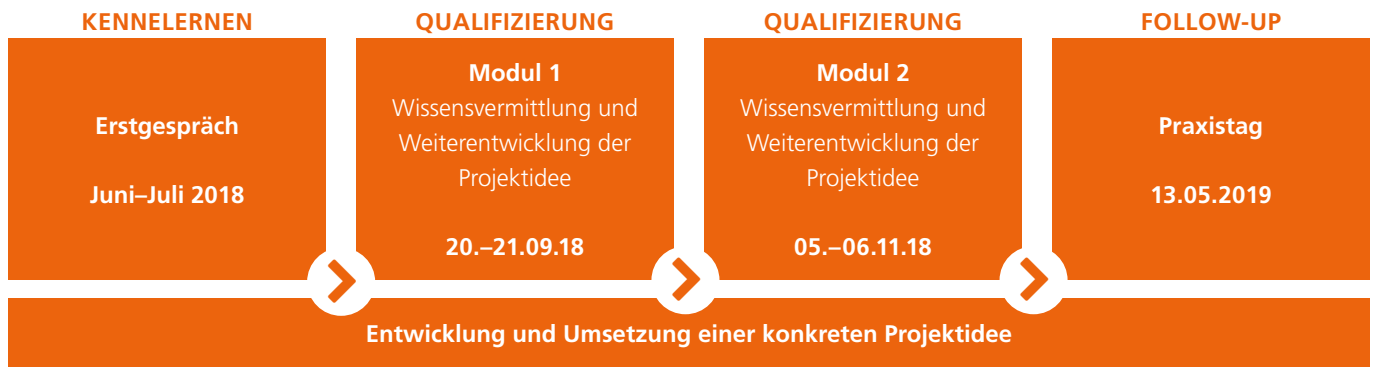 KENNELERNEN
Erstgespräch
Juni–Juli 2018
QUALIFIZIERUNG
Modul 1
Wissensvermittlung und
Weiterentwicklung der
Projektidee
20.–21.09.18
QUALIFIZIERUNG
Modul 2
Wissensvermittlung und
Weiterentwicklung der
Projektidee
05.–06.11.18
FOLLOW-UP
Praxistag
13.05.2019
Entwicklung und Umsetzung einer konkreten Projektidee